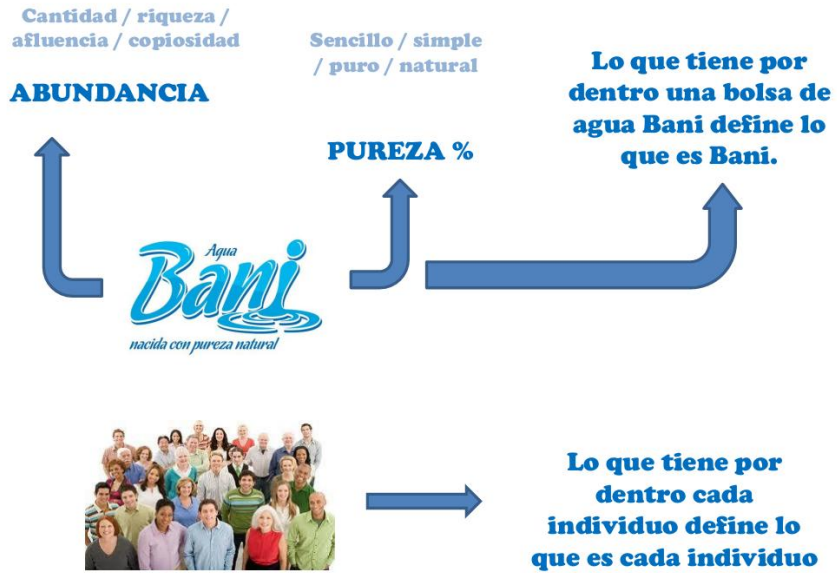 Cantidad / riqueza /
afluencia / copiosidad
ABUNDANCIA
Sencillo / simple
/ puro / natural
PUREZA %
Lo que tiene por
dentro una bolsa de
agua Bani define lo
que es Bani.
Agua
Bani
nacida con pureza natural
Lo que tiene por
dentro cada
individuo define lo
que es cada individuo